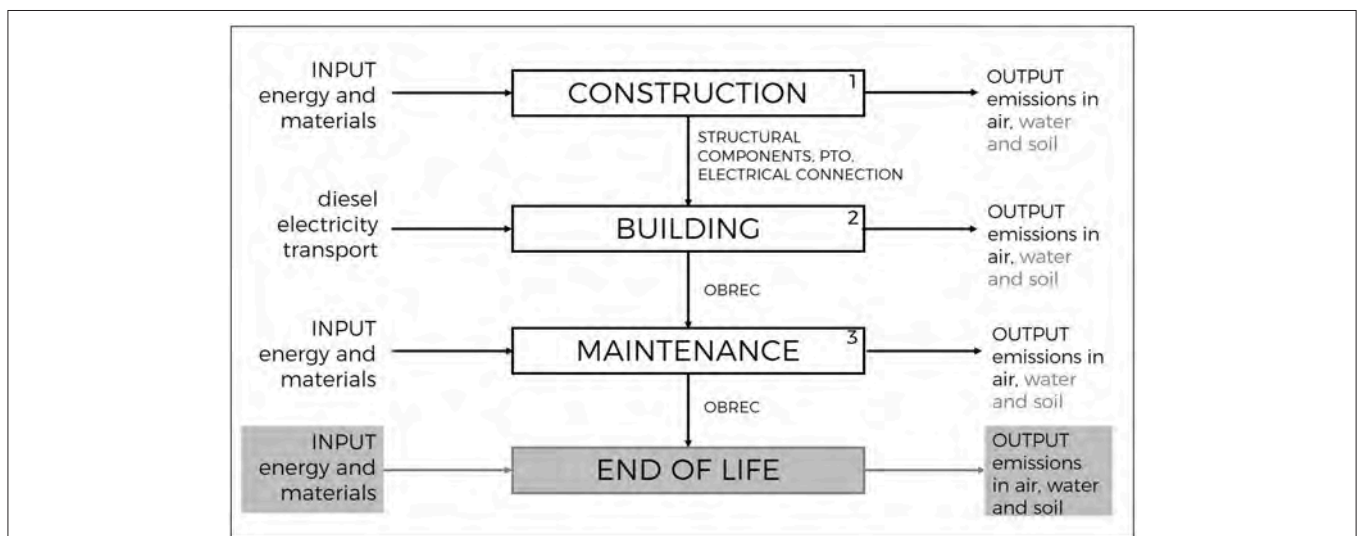 INPUT
energy and
materials
CONSTRUCTION
1
OUTPUT
emissions in
air, water
and soil
STRUCTURAL
COMPONENTS, PTO,
ELECTRICAL CONNECTION
diesel
electricity
transport
BUILDING
2
OUTPUT
emissions in
air, water
and soil
OBREC
INPUT
energy and
materials
MAINTENANCE
3
OUTPUT
emissions in
air, water
and soil
OBREC
INPUT
energy and
materials
END OF LIFE
OUTPUT
emissions
in air, water
and soil